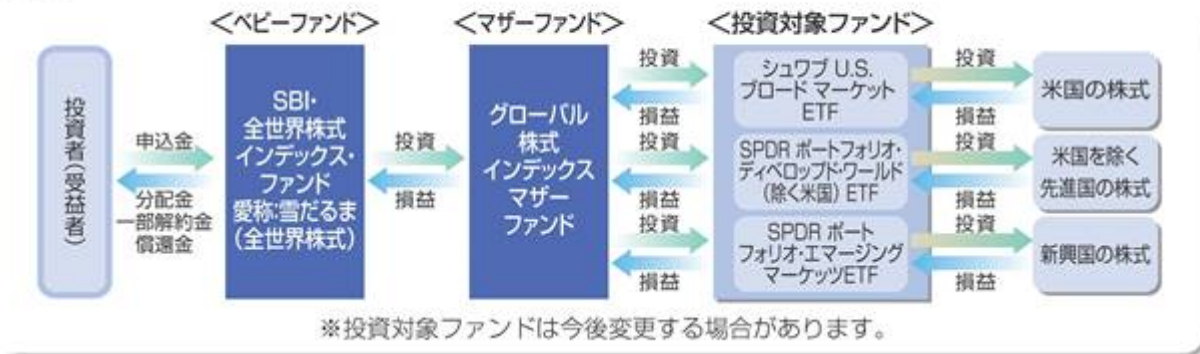 <ベビーファンド>
<マザーファンド>
<投資対象ファンド>
投資者(受益者)
申込金
分配金
一部解約金
償還金
SBI・
全世界株式
インデックス・
ファンド
愛称:雪だるま
(全世界株式)
投資
損益
グローバル
株式
インデックス
マザー
ファンド
投資
損益
投資
損益
投資
損益
シュワブ U.S.
ブロード マーケット
ETF
SPDR ポートフォリオ・
ディベロップド・ワールド
(除く米国) ETF
SPDR ポート
フォリオ・エマージング
マーケッツETF
投資
損益
投資
損益
投資
損益
米国の株式
米国を除く
先進国の株式
新興国の株式
※投資対象ファンドは今後変更する場合があります。